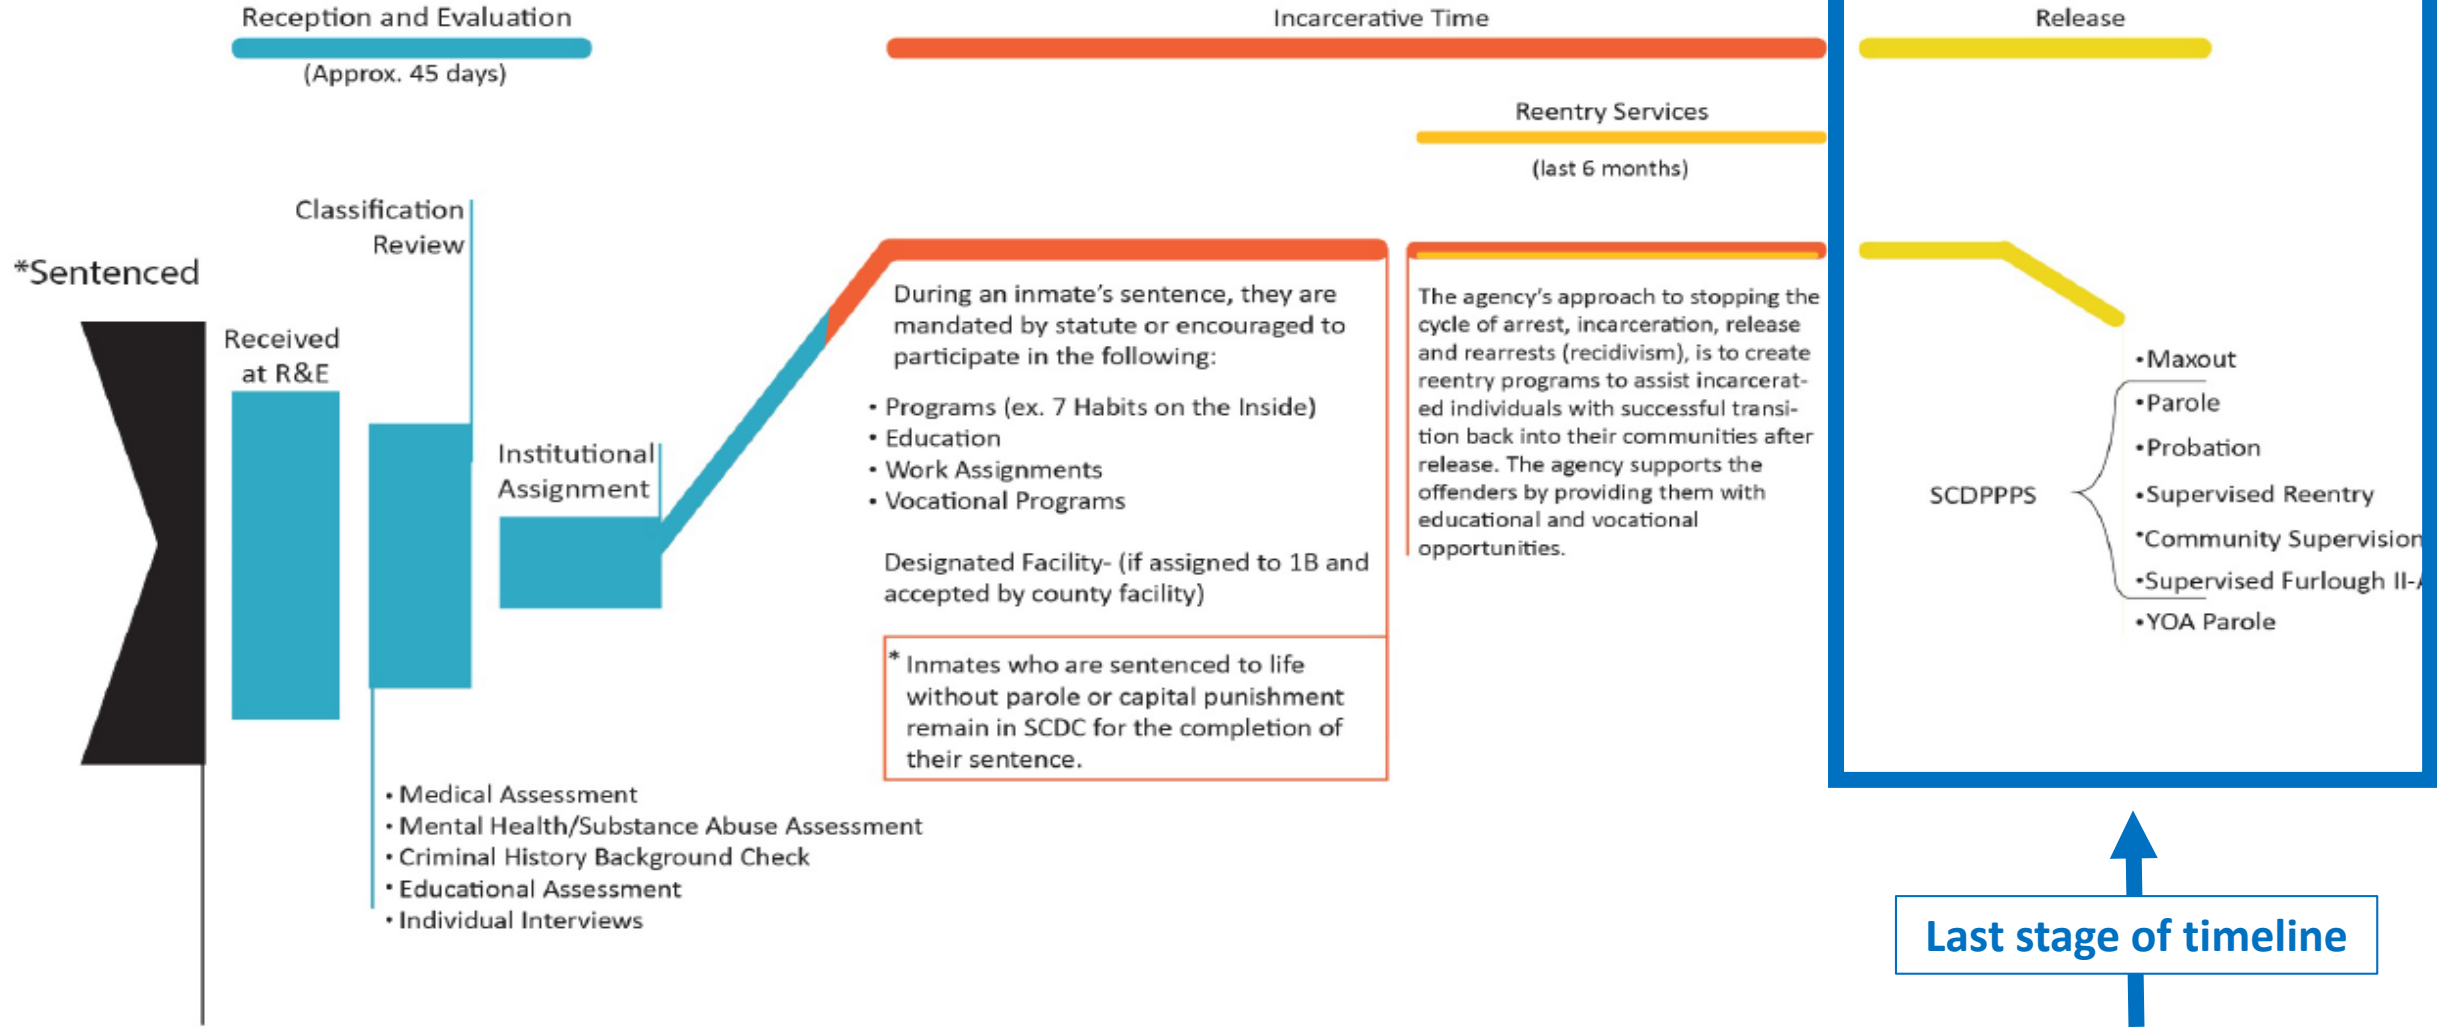 Reception and Evaluation
(Approx. 45 days)
Incarcerative Time
Release
Reentry Services
(last 6 months)
*Sentenced
Received
at R&E
Classification
Review
Institutional
Assignment
• Medical Assessment
• Mental Health/Substance Abuse Assessment
• Criminal History Background Check
• Educational Assessment
• Individual Interviews
During an inmate's sentence, they are
mandated by statute or encouraged to
participate in the following:
• Programs (ex. 7 Habits on the Inside)
• Education
• Work Assignments
• Vocational Programs
Designated Facility- (if assigned to 1B and
accepted by county facility)
* Inmates who are sentenced to life
without parole or capital punishment
remain in SCDC for the completion of
their sentence.
The agency's approach to stopping the
cycle of arrest, incarceration, release
and rearrests (recidivism), is to create
reentry programs to assist incarcerat-
ed individuals with successful transi-
tion back into their communities after
release. The agency supports the
offenders by providing them with
educational and vocational
opportunities.
SCDPPPS
•Maxout
•Parole
•Probation
•Supervised Reentry
•Community Supervision
•Supervised Furlough
•YOA Parole
Last stage of timeline